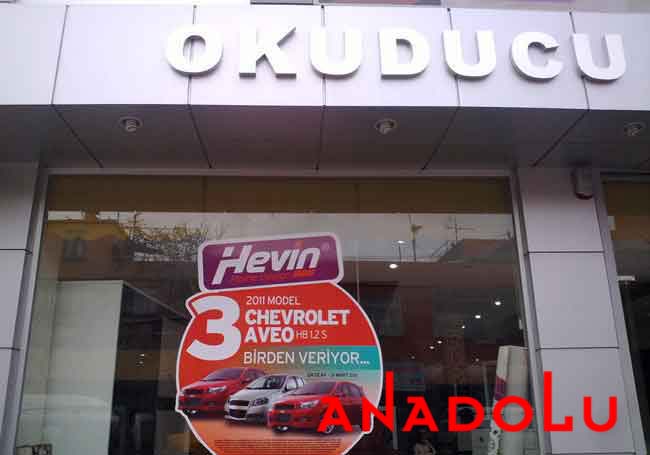 OKUDUCU
Hevin®
3
2011 MODEL
CHEVROLET
AVEO HB 1.2 S
BİRDEN VERİYOR...
ANADOLU